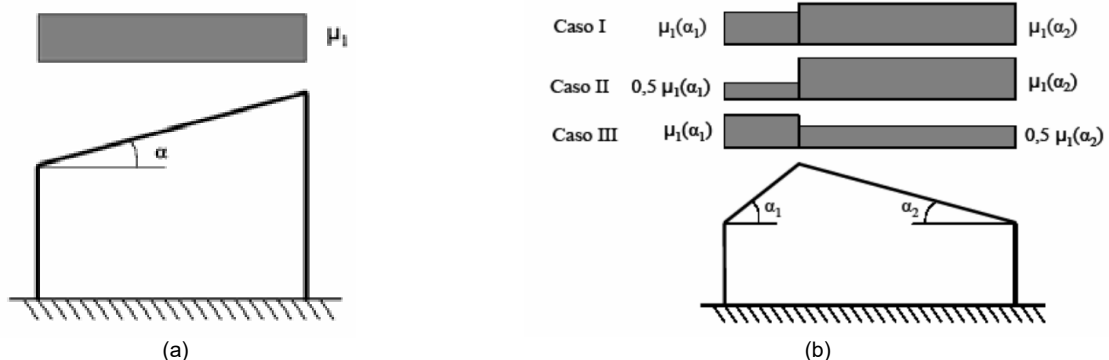 μ₁
α
(a)
Caso I μ₁(α₁) μ₁(α₂)
Caso II 0,5 μ₁(α₁) μ₁(α₂)
Caso III μ₁(α₁) 0,5 μ₁(α₂)
α₁ α₂
(b)